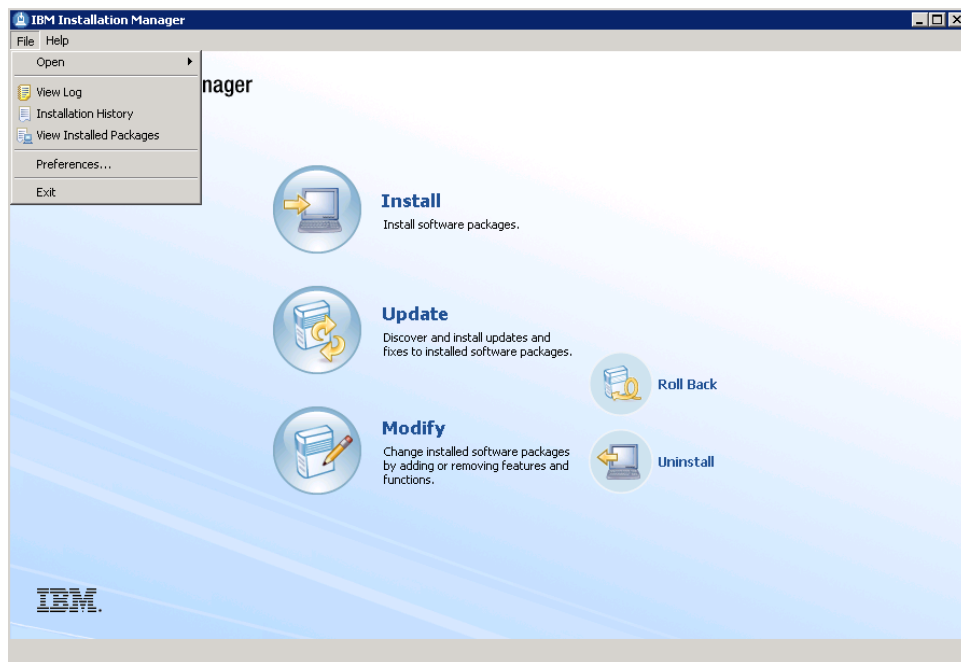 IBM Installation Manager
File Help
Open
nager
View Log
Installation History
View Installed Packages
Preferences...
Exit
Install
Install software packages.
Update
Discover and install updates and
fixes to installed software packages.
Roll Back
Modify
Change installed software packages
by adding or removing features and
functions.
Uninstall
IBM.